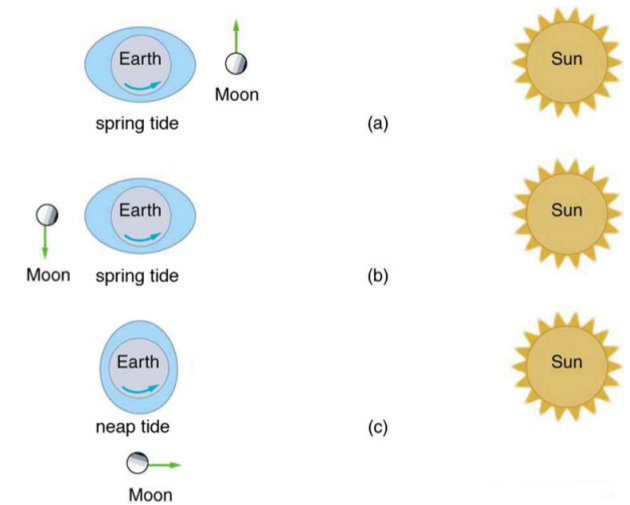 Earth
Sun
Moon
spring tide
(a)
Earth
Sun
Moon
spring tide
(b)
Earth
Sun
neap tide
(c)
Moon